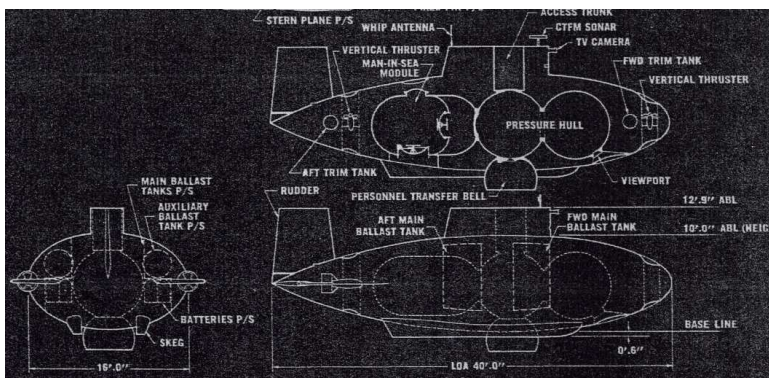 STERN PLANE P/S
WHIP ANTENNA
ACCESS TRUNK
CTFM SONAR
TV CAMERA
VERTICAL THRUSTER
MAN-IN-SEA
MODULE
FWD TRIM TANK
VERTICAL THRUSTER
PRESSURE HULL
AFT TRIM TANK
VIEWPORT
PERSONNEL TRANSFER BELL
MAIN BALLAST
TANKS P/S
AUXILIARY
BALLAST
TANK P/S
BATTERIES P/S
SKEG
16'.0"
RUDDER
AFT MAIN
BALLAST TANK
FWD MAIN
BALLAST TANK
12'.9" ABL
10'.0" ABL (HEIG
BASE LINE
0'.6"
LOA 40'.0"